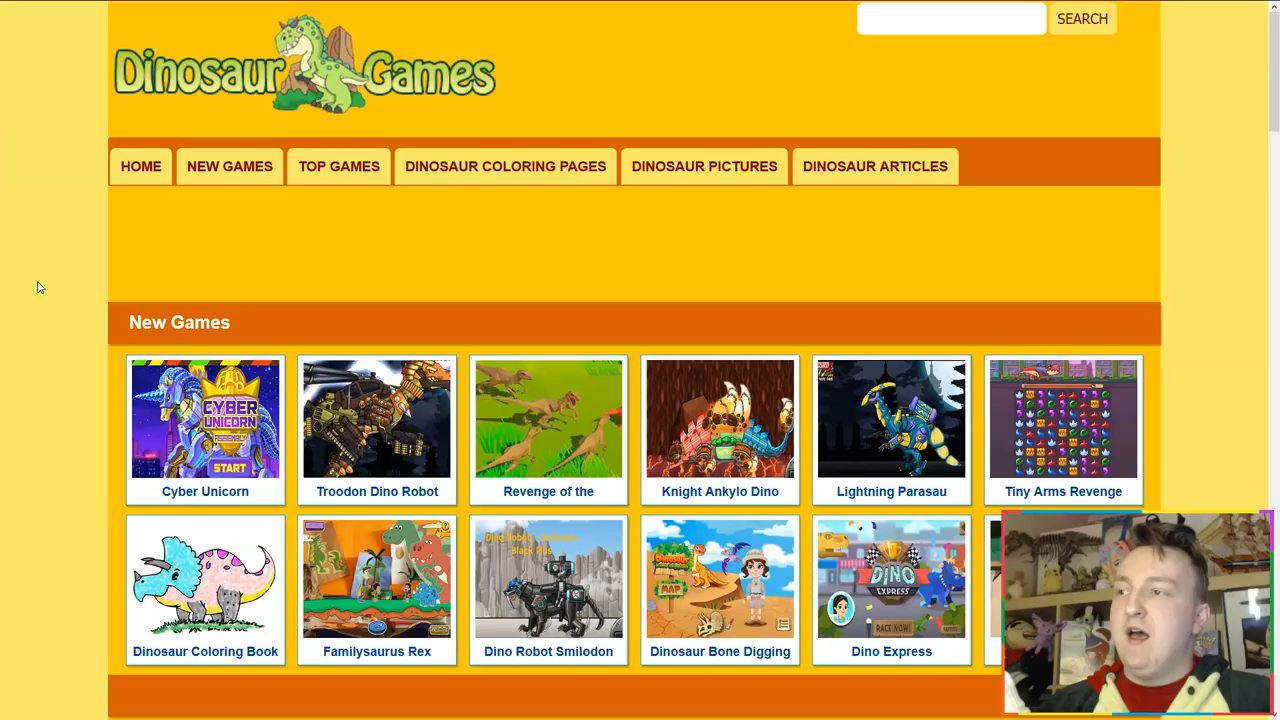 SEARCH
Dinosaur Games
HOME
NEW GAMES
TOP GAMES
DINOSAUR COLORING PAGES
DINOSAUR PICTURES
DINOSAUR ARTICLES
New Games
CYBER
UNICORN
ASSEMBLY
START
Cyber Unicorn
Troodon Dino Robot
Revenge of the
Knight Ankylo Dino
Lightning Parasau
Tiny Arms Revenge
MAP
DINO
EXPRESS
RACE NOW!
Dinosaur Coloring Book
Familysaurus Rex
Dino Robot Smilodon
Dinosaur Bone Digging
Dino Express